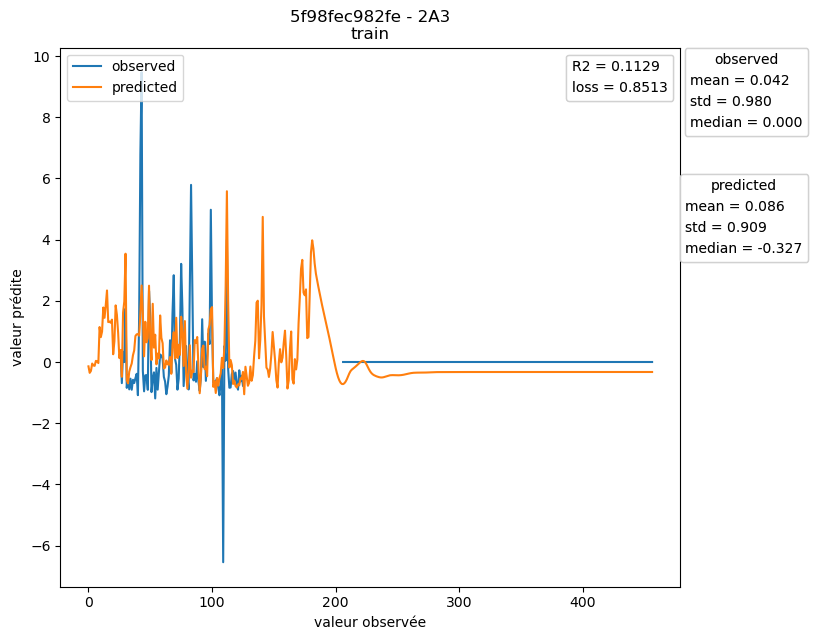 5f98fec982fe - 2A3
train
observed
predicted
R2 = 0.1129
loss = 0.8513
observed
mean = 0.042
std = 0.980
median = 0.000
predicted
mean = 0.086
std = 0.909
median = -0.327
10
8
6
4
2
0
−2
−4
−6
valeur prédite
0
100
200
300
400
valeur observée